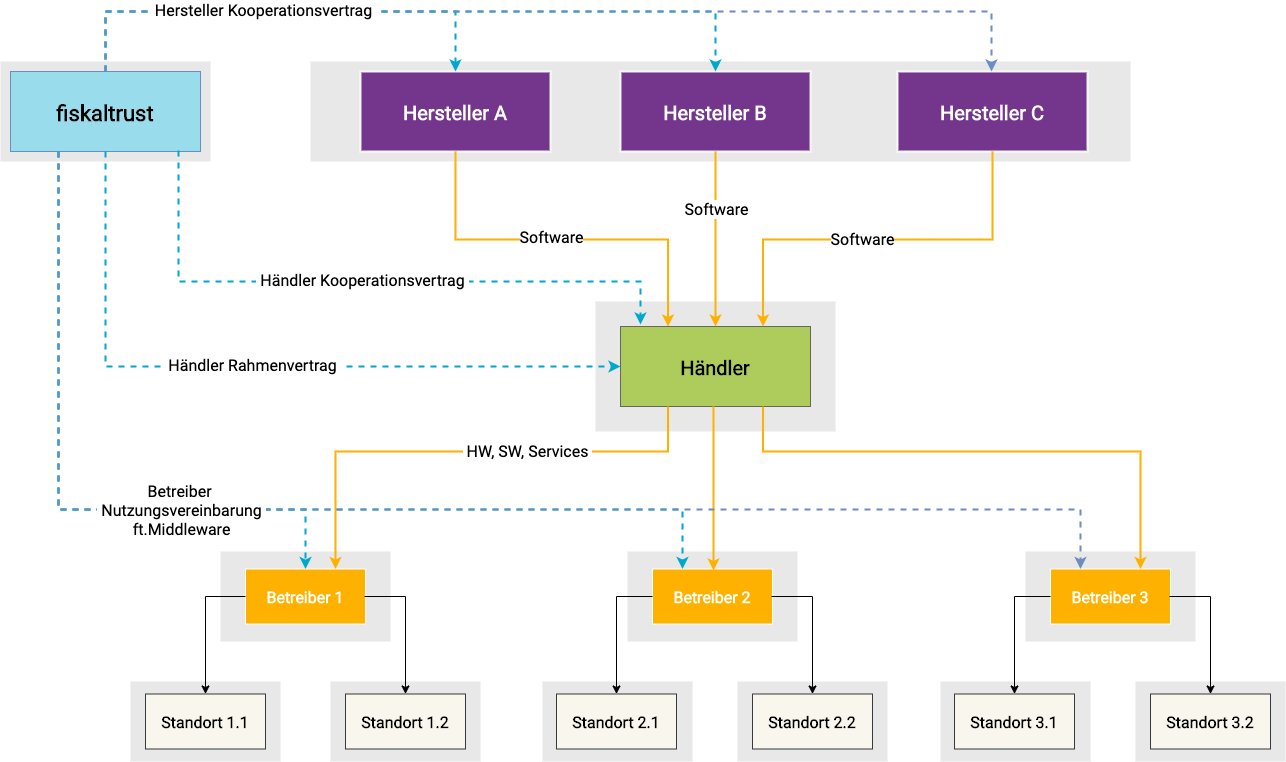 Hersteller Kooperationsvertrag
fiskaltrust
Hersteller A
Hersteller B
Hersteller C
Software
Software
Software
Händler Kooperationsvertrag
Händler Rahmenvertrag
Händler
HW, SW, Services
Betreiber
Nutzungsvereinbarung
ft.Middleware
Betreiber 1
Betreiber 2
Betreiber 3
Standort 1.1
Standort 1.2
Standort 2.1
Standort 2.2
Standort 3.1
Standort 3.2